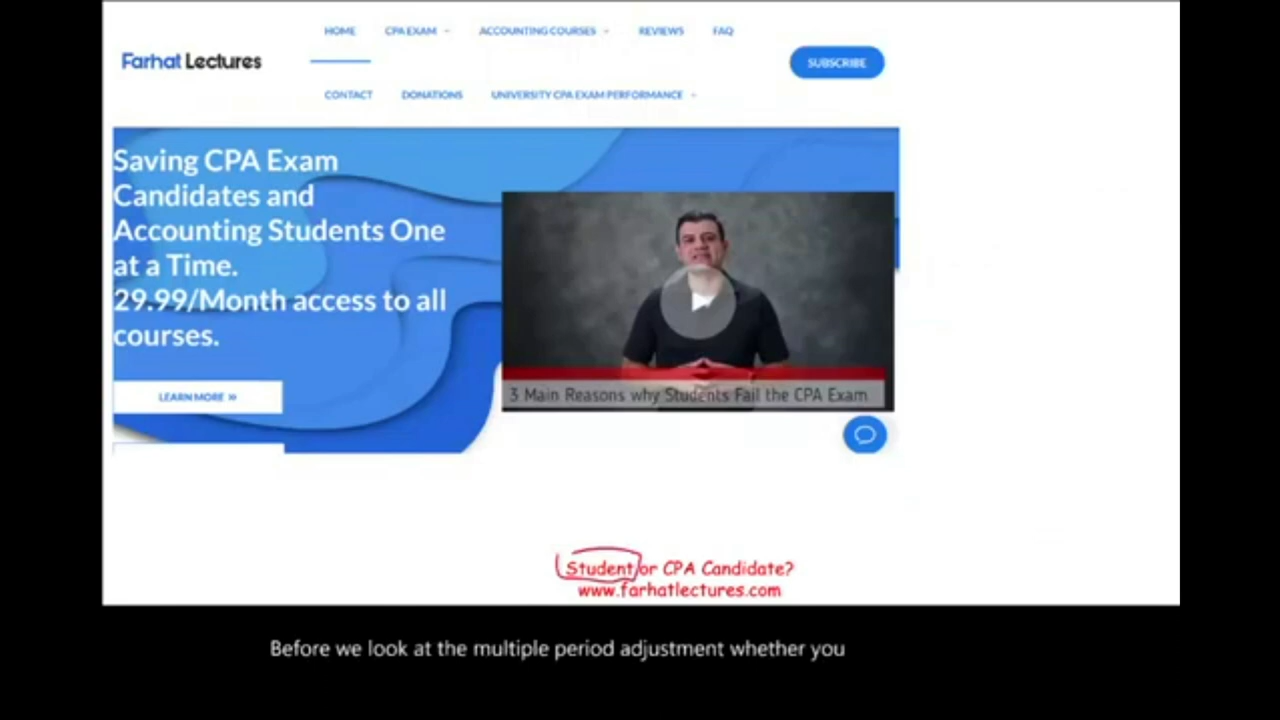 HOME CPA EXAM ACCOUNTING COURSES REVIEWS FAQ
Farhat Lectures
SUBSCRIBE
CONTACT DONATIONS UNIVERSITY CPA EXAM PERFORMANCE
Saving CPA Exam
Candidates and
Accounting Students One
at a Time.
29.99/Month access to all
courses.
LEARN MORE »
3 Main Reasons why Students Fail the CPA Exam
Student or CPA Candidate?
www.farhatlectures.com
Before we look at the multiple period adjustment whether you